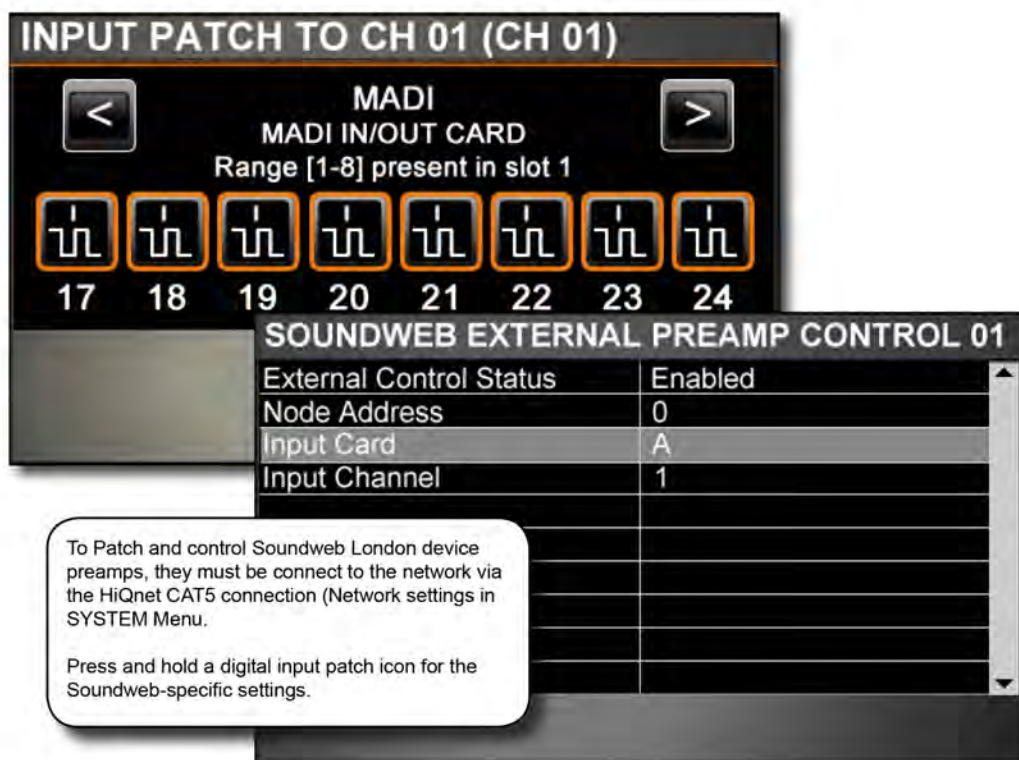 INPUT PATCH TO CH 01 (CH 01)
<
MADI
>
MADI IN/OUT CARD
Range [1-8] present in slot 1
17 18 19 20 21 22 23 24
SOUNDWEB EXTERNAL PREAMP CONTROL 01
External Control Status Enabled
Node Address 0
Input Card A
Input Channel 1
To Patch and control Soundweb London device
preamps, they must be connect to the network via
the HiQnet CAT5 connection (Network settings in
SYSTEM Menu.
Press and hold a digital input patch icon for the
Soundweb-specific settings.